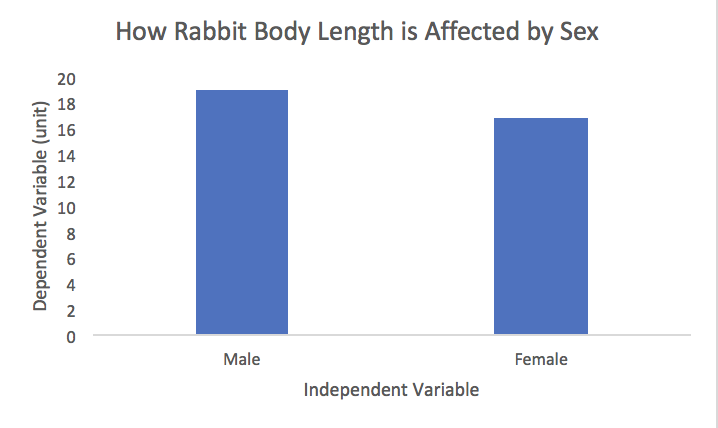 How Rabbit Body Length is Affected by Sex
Dependent Variable (unit)
20
18
16
14
12
10
8
6
4
2
0
Male Female
Independent Variable